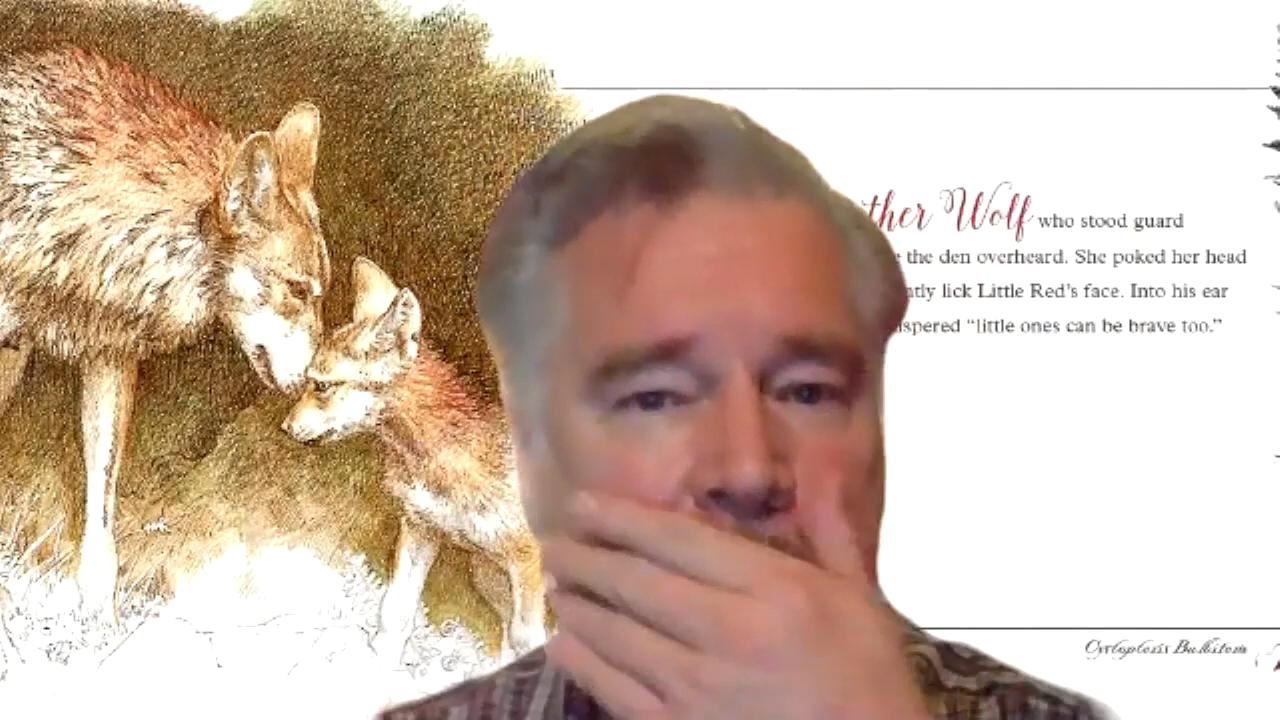 ther Wolf who stood guard
the den overheard. She poked her head
ntly lick Little Red's face. Into his ear
spered “little ones can be brave too.”